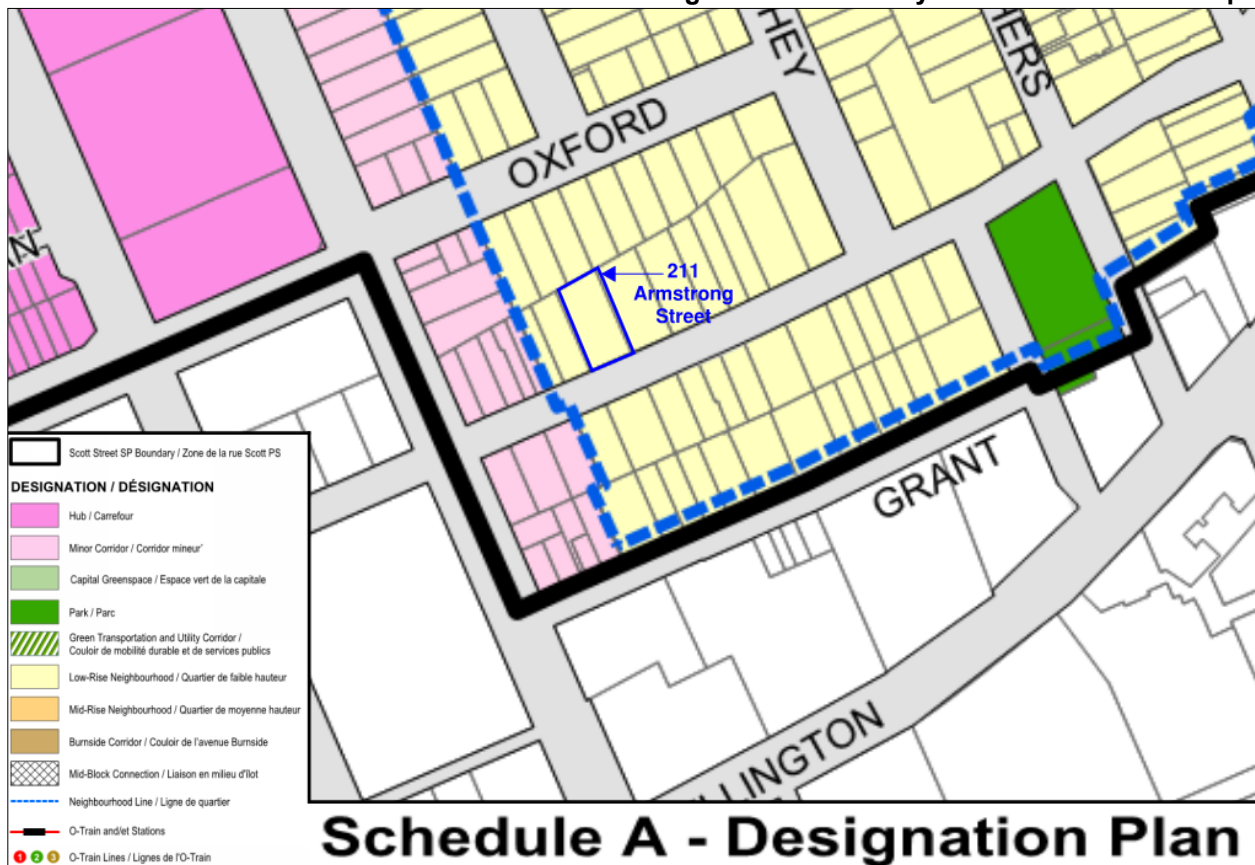 HEY
HERS
OXFORD
AN
211
Armstrong
Street
GRANT
LLINGTON
Scott Street SP Boundary / Zone de la rue Scott PS
DESIGNATION / DÉSIGNATION
Hub / Carrefour
Minor Corridor / Corridor mineur´
Capital Greenspace / Espace vert de la capitale
Park / Parc
Green Transportation and Utility Corridor /
Couloir de mobilité durable et de services publics
Low-Rise Neighbourhood / Quartier de faible hauteur
Mid-Rise Neighbourhood / Quartier de moyenne hauteur
Burnside Corridor / Couloir de l'avenue Burnside
Mid-Block Connection / Liaison en milieu d'îlot
Neighbourhood Line / Ligne de quartier
O-Train and/et Stations
1 2 3 O-Train Lines / Lignes de l'O-Train
Schedule A - Designation Plan